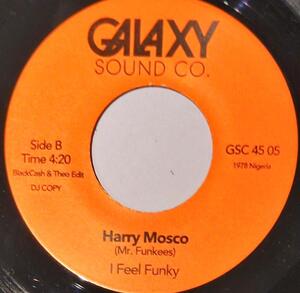 GALAXY
SOUND CO.
Side B
Time 4:20
BlackCash & Theo Edit
DJ COPY
GSC 45 05
1978 Nigeria
Harry Mosco
(Mr. Funkees)
I Feel Funky